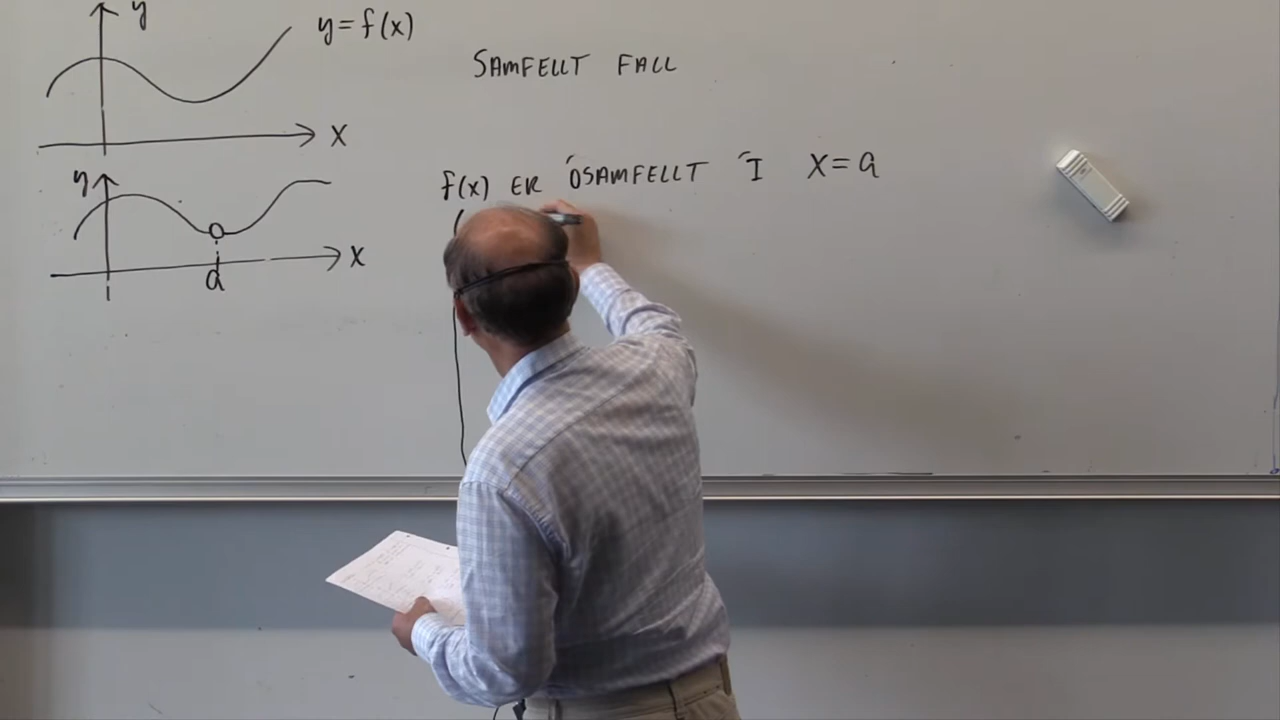 y
y=f(x)
x
SAMFELLT FALL
y
x
a
f(x) ER ÓSAMFELLT Í x=a
(